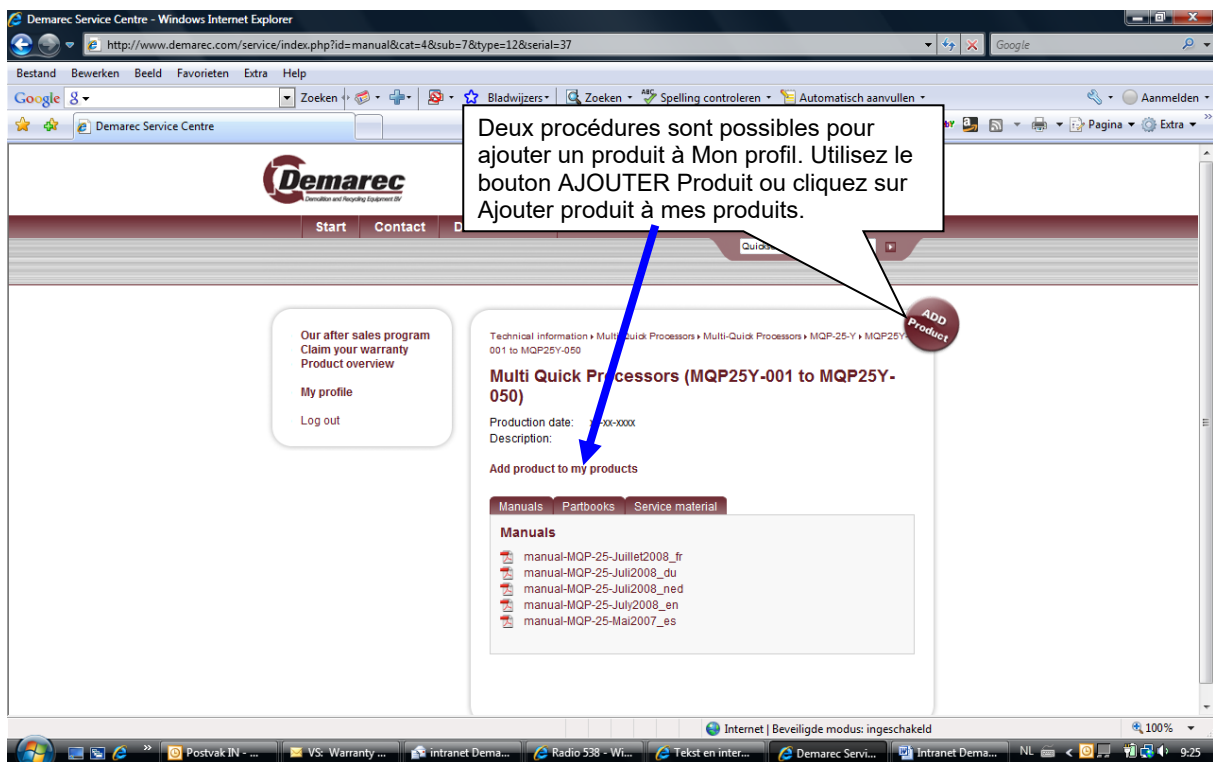 Demarec Service Centre - Windows Internet Explorer
http://www.demarec.com/service/index.php?id=manual&cat=4&sub=7&type=12&serial=37
Google
Bestand Bewerken Beeld Favorieten Extra Help
Google Zoeken Bladwijzers Zoeken Spelling controleren Automatisch aanvullen Aanmelden
Demarec Service Centre
Pagina Extra
Deux procédures sont possibles pour
ajouter un produit à Mon profil. Utilisez le
bouton AJOUTER Produit ou cliquez sur
Ajouter produit à mes produits.
Demarec
Demolition and Recycling Equipment BV
Start Contact D
ADD
Product
Our after sales program
Claim your warranty
Product overview
My profile
Log out
Technical information Multi Quick Processors Multi-Quick Processors MQP-25-Y MQP25Y-
001 to MQP25Y-050
Multi Quick Processors (MQP25Y-001 to MQP25Y-
050)
Production date: -xx-xxxx
Description:
Add product to my products
Manuals Partbooks Service material
Manuals
manual-MQP-25-Juillet2008_fr
manual-MQP-25-Juli2008_du
manual-MQP-25-Juli2008_ned
manual-MQP-25-July2008_en
manual-MQP-25-Mai2007_es
Internet | Beveiligde modus: ingeschakeld 100%
Postvak IN - ... VS: Warranty ... intranet Dema... Radio 538 - Wi... Tekst en inter... Demarec Servi... Intranet Dema... NL 9:25